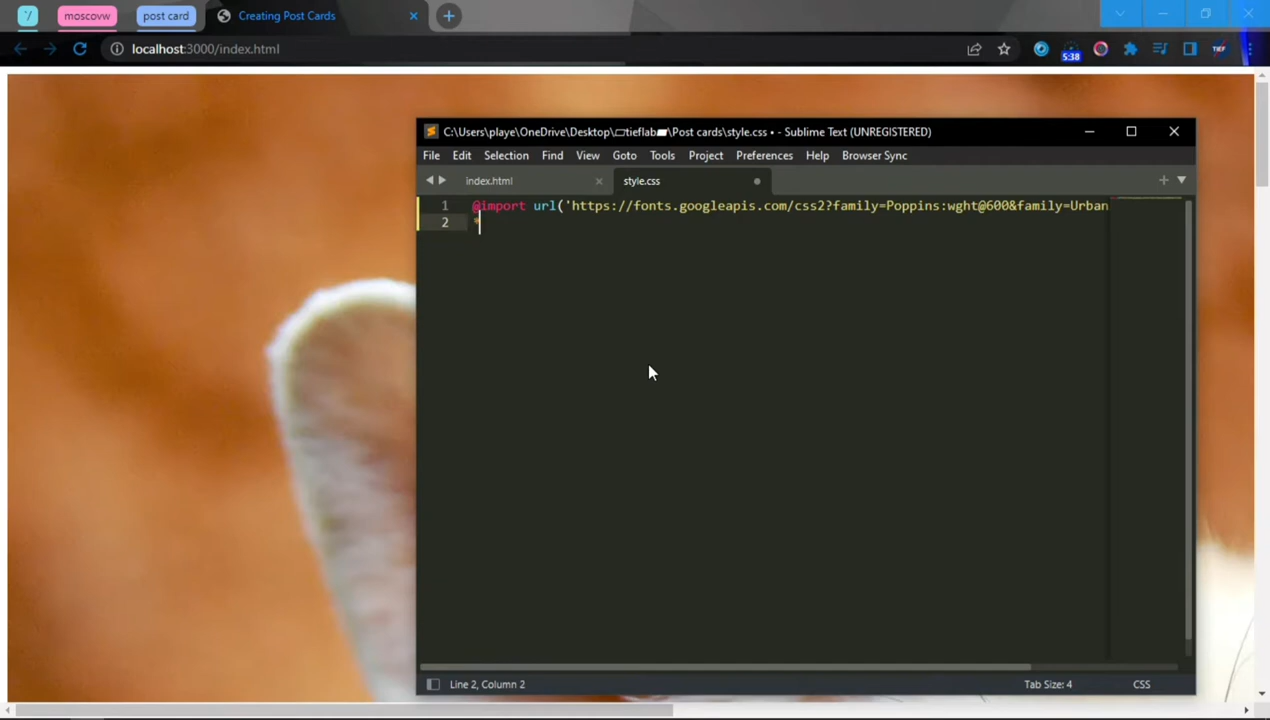 moscovw
post card
Creating Post Cards
localhost:3000/index.html
5:38
TIEF
C:\Users\playe\OneDrive\Desktop\▱tieflab▰\Post cards\style.css • - Sublime Text (UNREGISTERED)
File Edit Selection Find View Goto Tools Project Preferences Help Browser Sync
index.html
style.css
1 @import url('https://fonts.googleapis.com/css2?family=Poppins:wght@600&family=Urban
2 *
Line 2, Column 2
Tab Size: 4
CSS